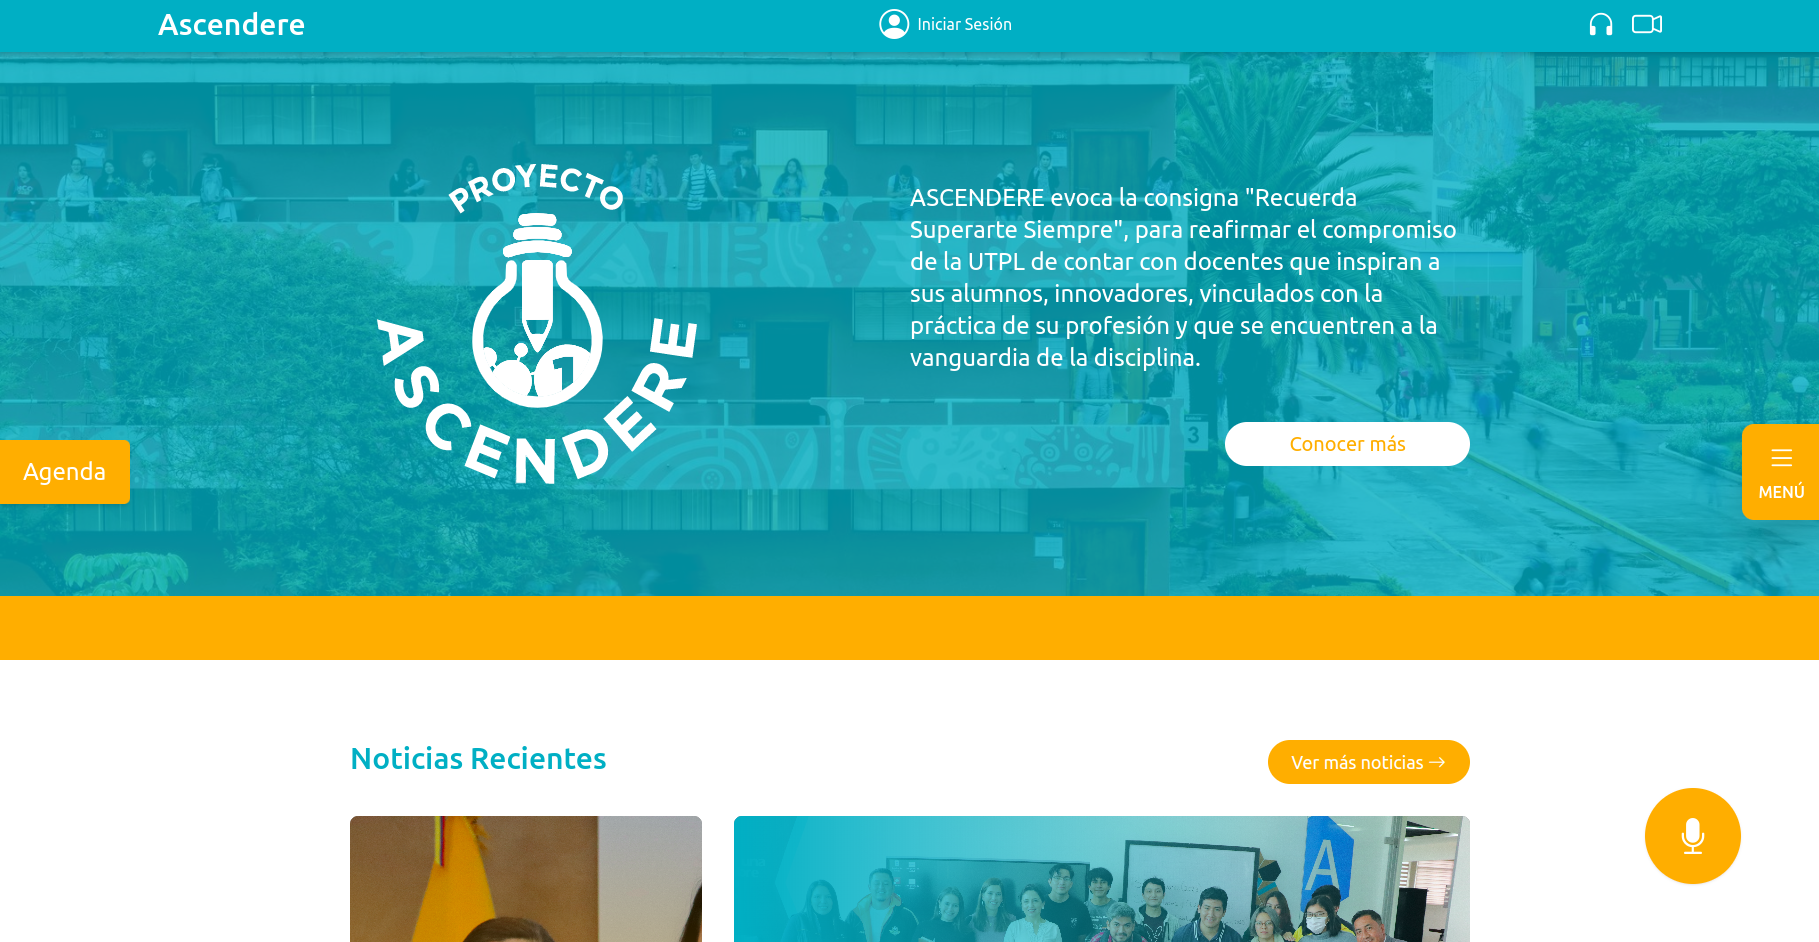 Ascendere
Iniciar Sesión
PROYECTO
ASCENDERE
ASCENDERE evoca la consigna "Recuerda
Superarte Siempre", para reafirmar el compromiso
de la UTPL de contar con docentes que inspiran a
sus alumnos, innovadores, vinculados con la
práctica de su profesión y que se encuentren a la
vanguardia de la disciplina.
3
Conocer más
Agenda
MENÚ
Noticias Recientes
Ver más noticias →
A